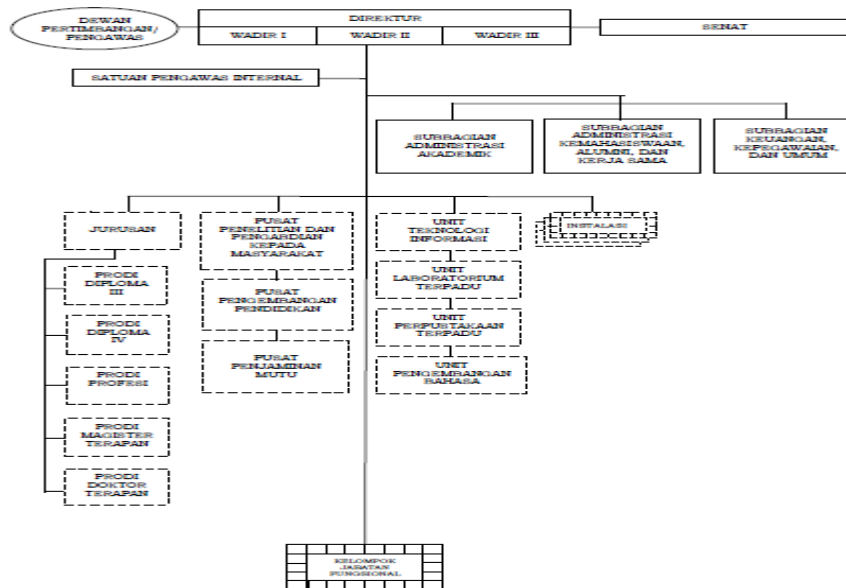 DEWAN
PERTIMBANGAN/
PENGAWAS
DIREKTUR
WADIR I
WADIR II
WADIR III
SENAT
SATUAN PENGAWAS INTERNAL
SUBBAGIAN
ADMINISTRASI
AKADEMIK
SUBBAGIAN
ADMINISTRASI
KEMAHASISWAAN,
ALUMNI, DAN
KERJA SAMA
SUBBAGIAN
KEUANGAN,
KEPEGAWAIAN,
DAN UMUM
JURUSAN
PRODI
DIPLOMA
III
PRODI
DIPLOMA
IV
PRODI
PROFESI
PRODI
MAGISTER
TERAPAN
PRODI
DOKTOR
TERAPAN
PUSAT
PENELITIAN DAN
PENGABDIAN
KEPADA
MASYARAKAT
PUSAT
PENGEMBANGAN
PENDIDIKAN
PUSAT
PENJAMINAN
MUTU
UNIT
TEKNOLOGI
INFORMASI
UNIT
LABORATORIUM
TERPADU
UNIT
PERPUSTAKAAN
TERPADU
UNIT
PENGEMBANGAN
BAHASA
INSTALASI
KELOMPOK
JABATAN
FUNGSIONAL